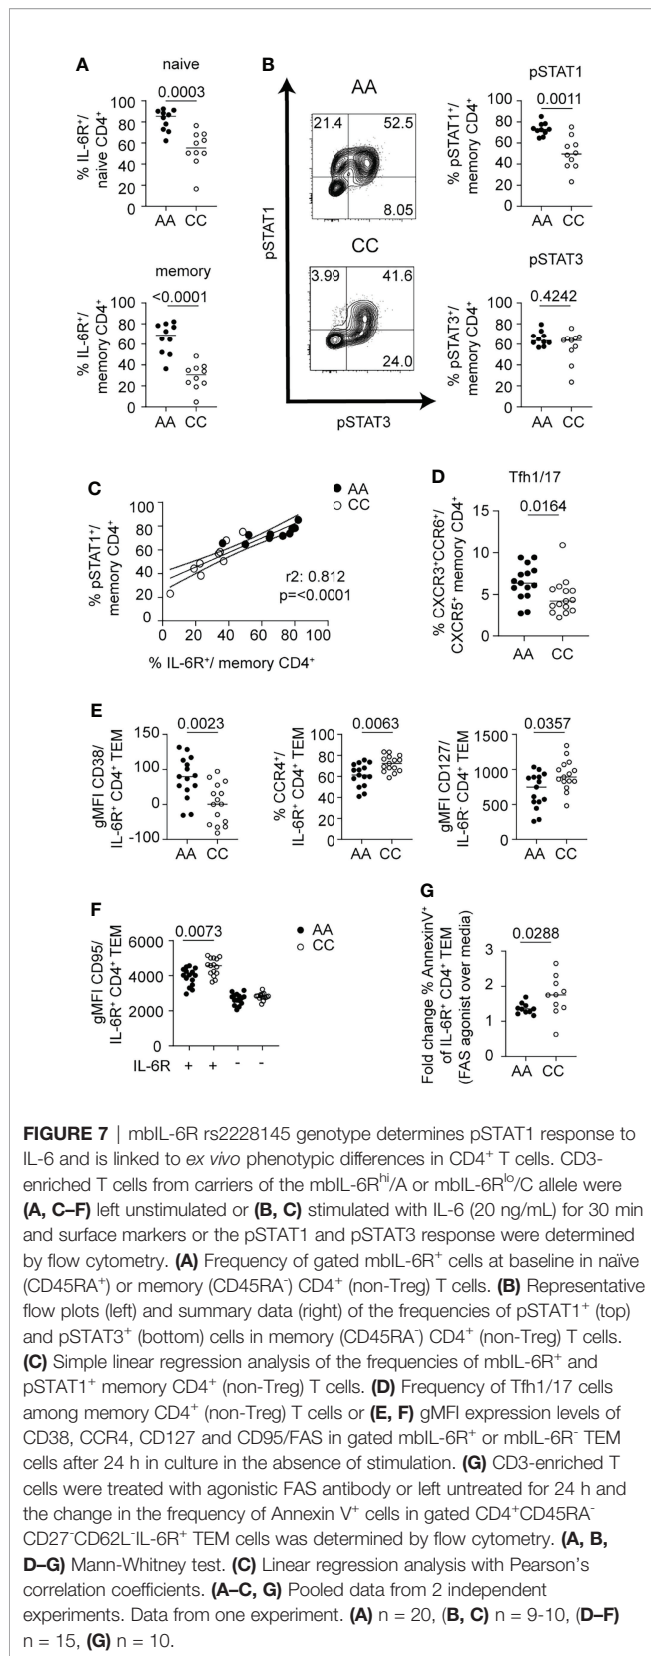 A
naive
0.0003
100
80
60
40
20
0
% IL-6R⁺/
naive CD4⁺
AA CC
memory
<0.0001
100
80
60
40
20
0
% IL-6R⁺/
memory CD4⁺
AA CC
B
AA
21.4 52.5
8.05
CC
3.99 41.6
24.0
pSTAT1
pSTAT3
pSTAT1
0.0011
100
80
60
40
20
0
% pSTAT1⁺/
memory CD4⁺
AA CC
pSTAT3
0.4242
100
80
60
40
20
0
% pSTAT3⁺/
memory CD4⁺
AA CC
C
AA
CC
100
80
60
40
20
0
% pSTAT1⁺/
memory CD4⁺
r2: 0.812
p=<0.0001
0 20 40 60 80 100
% IL-6R⁺/ memory CD4⁺
D
Tfh1/17
0.0164
15
10
5
0
% CXCR3⁺CCR6⁺/
CXCR5⁺ memory CD4⁺
AA CC
E
0.0023
150
100
0
-100
gMFI CD38/
IL-6R⁺ CD4⁺ TEM
AA CC
0.0063
100
80
60
40
20
0
% CCR4⁺/
IL-6R⁺ CD4⁺ TEM
AA CC
0.0357
1500
1000
500
0
gMFI CD127/
IL-6R⁻ CD4⁺ TEM
AA CC
F
0.0073
AA
CC
6000
4000
2000
0
gMFI CD95/
IL-6R⁺ CD4⁺ TEM
IL-6R + + - -
G
0.0288
3
2
1
0
Fold change % AnnexinV⁺
of IL-6R⁺ CD4⁺ TEM
(FAS agonist over media)
AA CC
FIGURE 7 | mbIL-6R rs2228145 genotype determines pSTAT1 response to
IL-6 and is linked to ex vivo phenotypic differences in CD4⁺ T cells. CD3-
enriched T cells from carriers of the mbIL-6Rʰⁱ/A or mbIL-6Rˡᵒ/C allele were
(A, C–F) left unstimulated or (B, C) stimulated with IL-6 (20 ng/mL) for 30 min
and surface markers or the pSTAT1 and pSTAT3 response were determined
by flow cytometry. (A) Frequency of gated mbIL-6R⁺ cells at baseline in naïve
(CD45RA⁺) or memory (CD45RA⁻) CD4⁺ (non-Treg) T cells. (B) Representative
flow plots (left) and summary data (right) of the frequencies of pSTAT1⁺ (top)
and pSTAT3⁺ (bottom) cells in memory (CD45RA⁻) CD4⁺ (non-Treg) T cells.
(C) Simple linear regression analysis of the frequencies of mbIL-6R⁺ and
pSTAT1⁺ memory CD4⁺ (non-Treg) T cells. (D) Frequency of Tfh1/17 cells
among memory CD4⁺ (non-Treg) T cells or (E, F) gMFI expression levels of
CD38, CCR4, CD127 and CD95/FAS in gated mbIL-6R⁺ or mbIL-6R⁻ TEM
cells after 24 h in culture in the absence of stimulation. (G) CD3-enriched T
cells were treated with agonistic FAS antibody or left untreated for 24 h and
the change in the frequency of Annexin V⁺ cells in gated CD4⁺CD45RA⁻
CD27⁻CD62L⁻IL-6R⁺ TEM cells was determined by flow cytometry. (A, B,
D–G) Mann-Whitney test. (C) Linear regression analysis with Pearson's
correlation coefficients. (A–C, G) Pooled data from 2 independent
experiments. Data from one experiment. (A) n = 20, (B, C) n = 9-10, (D–F)
n = 15, (G) n = 10.